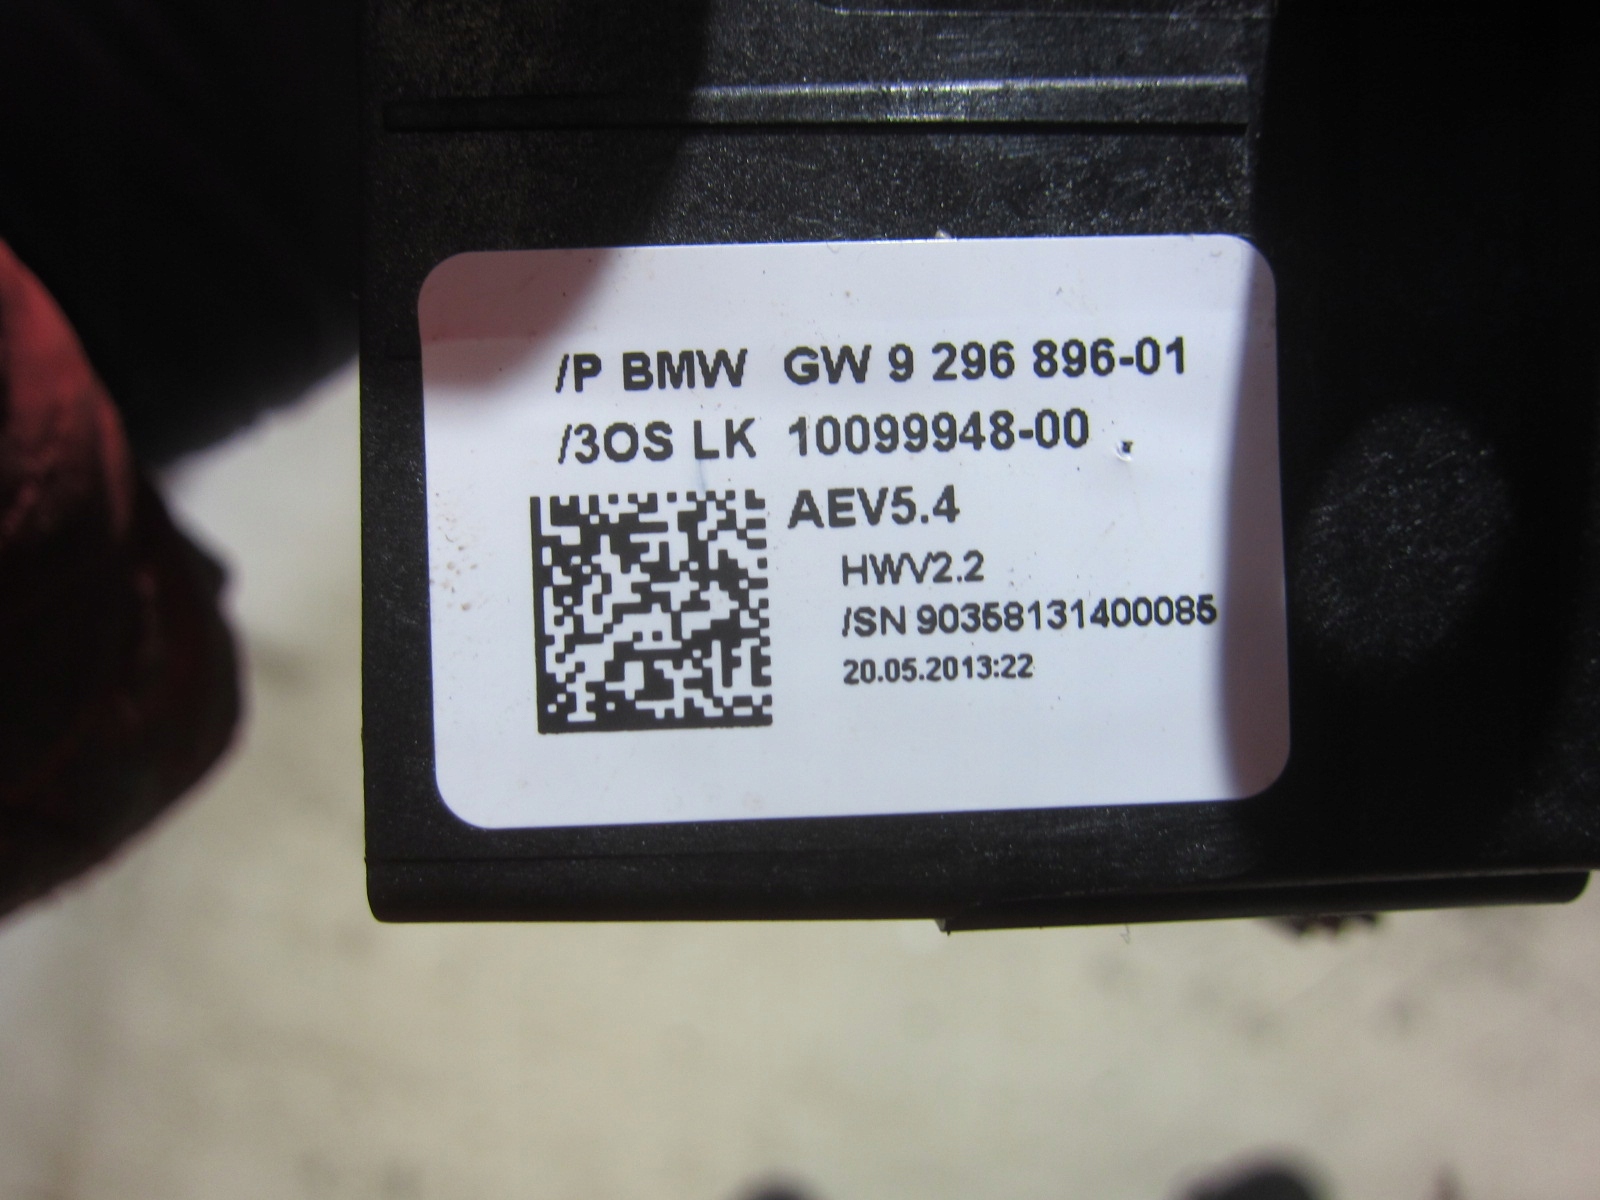 /P BMW GW 9 296 896-01
/3OS LK 10099948-00
AEV5.4
HWV2.2
/SN 90358131400085
20.05.2013:22